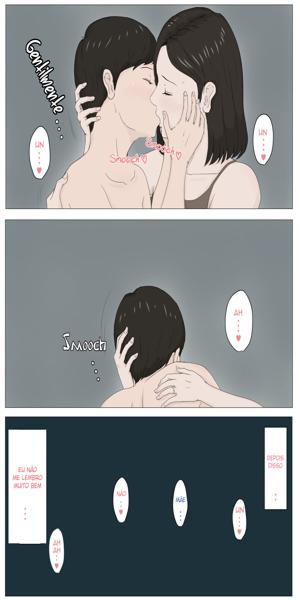 Gentilmente
...
UN
...
♥
UN
...
♥
Smooch♥
Smooch♥
AH
...
♥
Smooch
...
DEPOIS
DISSO
...
UN
...
♥
MÃE
...
NÃO
...
♥
EU NÃO
ME LEMBRO
MUITO BEM
...
AH
AH
...
♥